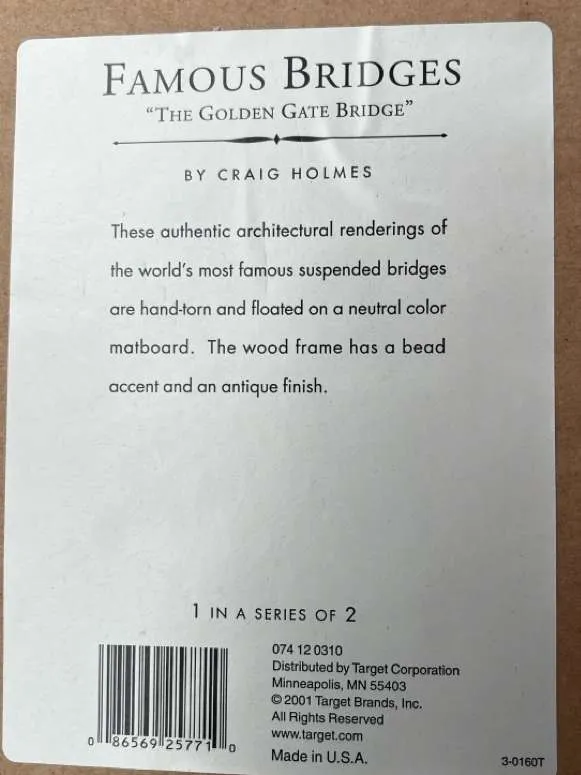 FAMOUS BRIDGES
“THE GOLDEN GATE BRIDGE”
BY CRAIG HOLMES
These authentic architectural renderings of
the world’s most famous suspended bridges
are hand-torn and floated on a neutral color
matboard. The wood frame has a bead
accent and an antique finish.
1 IN A SERIES OF 2
074 12 0310
Distributed by Target Corporation
Minneapolis, MN 55403
© 2001 Target Brands, Inc.
All Rights Reserved
www.target.com
Made in U.S.A.
0 86569 25771 0
3-0160T